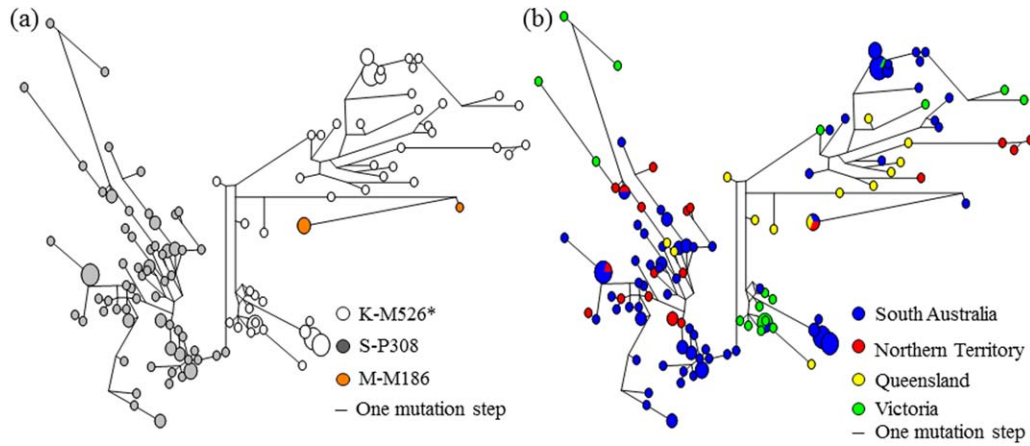 (a)
K-M526*
S-P308
M-M186
– One mutation step
(b)
South Australia
Northern Territory
Queensland
Victoria
– One mutation step